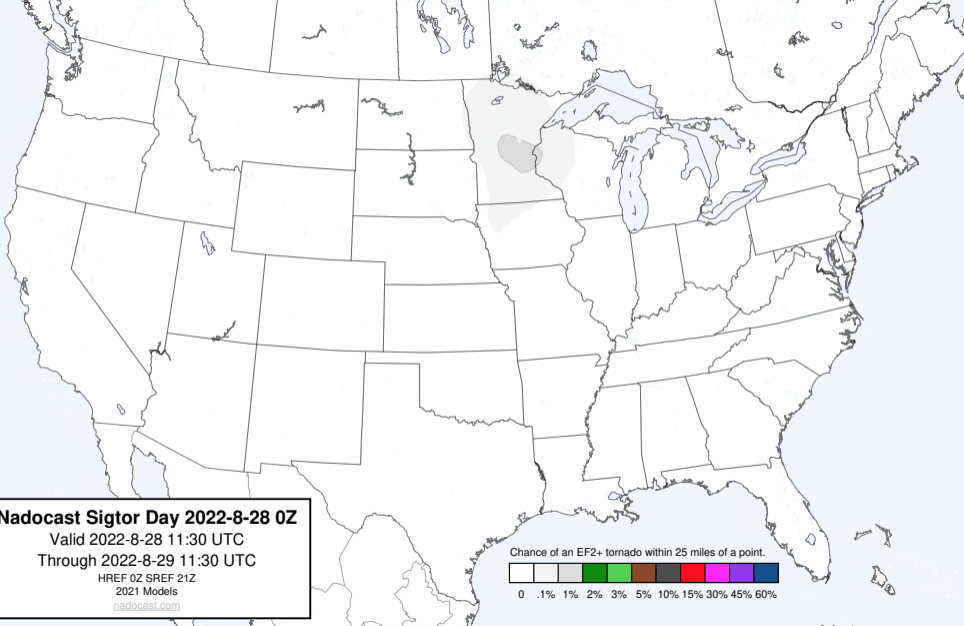 Nadocast Sigtor Day 2022-8-28 0Z
Valid 2022-8-28 11:30 UTC
Through 2022-8-29 11:30 UTC
HREF 0Z SREF 21Z
2021 Models
nadocast.com
Chance of an EF2+ tornado within 25 miles of a point.
0 .1% 1% 2% 3% 5% 10% 15% 30% 45% 60%